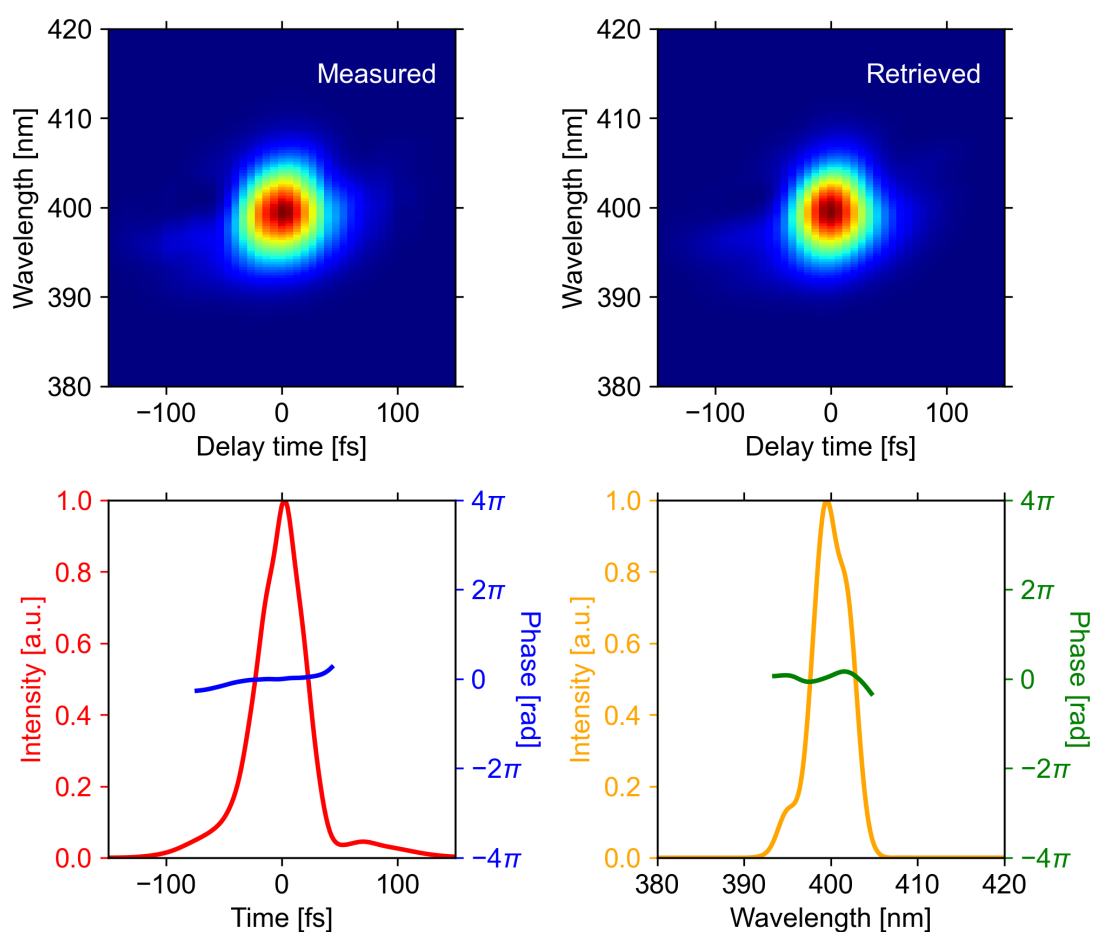 420
410
400
390
380
Wavelength [nm]
Measured
−100 0 100
Delay time [fs]
420
410
400
390
380
Wavelength [nm]
Retrieved
−100 0 100
Delay time [fs]
1.0
0.8
0.6
0.4
0.2
0.0
Intensity [a.u.]
4π
2π
0
−2π
−4π
Phase [rad]
−100 0 100
Time [fs]
1.0
0.8
0.6
0.4
0.2
0.0
Intensity [a.u.]
4π
2π
0
−2π
−4π
Phase [rad]
380 390 400 410 420
Wavelength [nm]